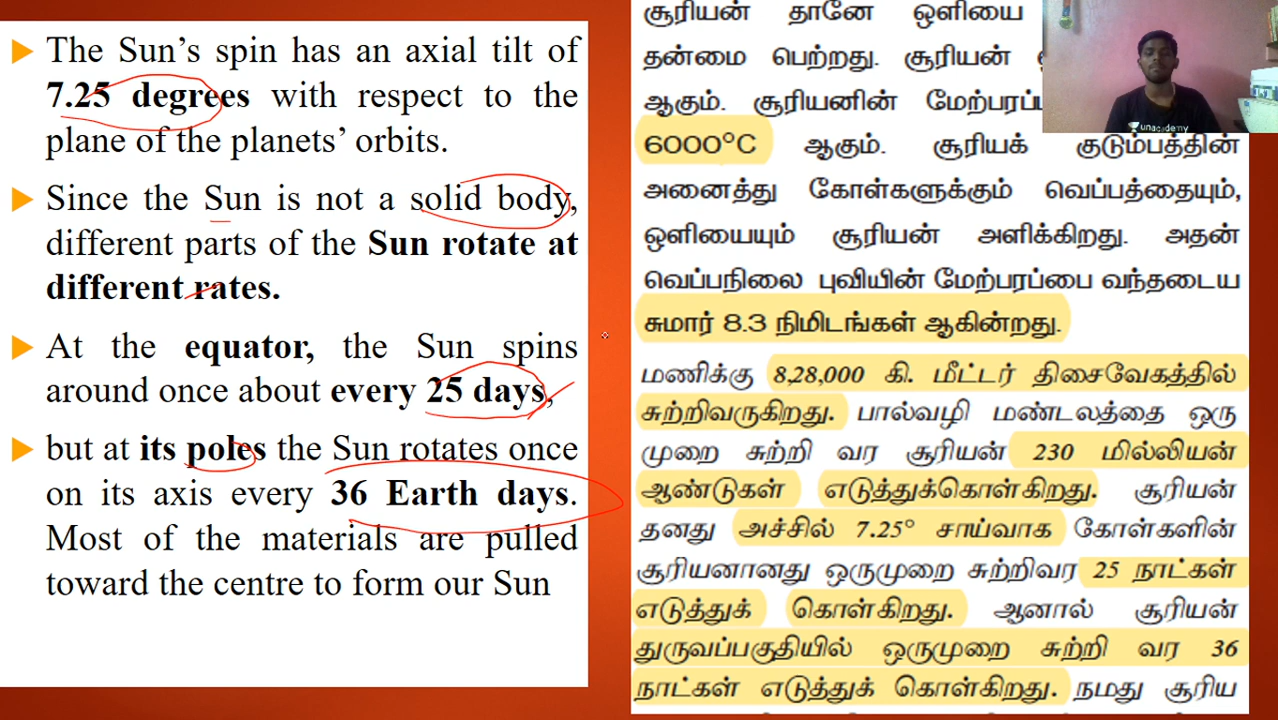 The Sun's spin has an axial tilt of
7.25 degrees with respect to the
plane of the planets' orbits.
Since the Sun is not a solid body,
different parts of the Sun rotate at
different rates.
At the equator, the Sun spins
around once about every 25 days,
but at its poles the Sun rotates once
on its axis every 36 Earth days.
Most of the materials are pulled
toward the centre to form our Sun
சூரியன் தானே ஒளியை
தன்மை பெற்றது. சூரியன்
ஆகும். சூரியனின்
6000°C ஆகும். சூரியக் குடும்பத்தின்
அனைத்து கோள்களுக்கும் வெப்பத்தையும்,
ஒளியையும் சூரியன் அளிக்கிறது. அதன்
வெப்பநிலை புவியின் மேற்பரப்பை வந்தடைய
சுமார் 8.3 நிமிடங்கள் ஆகின்றது.
மணிக்கு 8,28,000 கி. மீட்டர் திசைவேகத்தில்
சுற்றிவருகிறது. பால்வழி மண்டலத்தை ஒரு
முறை சுற்றி வர சூரியன் 230 மில்லியன்
ஆண்டுகள் எடுத்துக்கொள்கிறது. சூரியன்
தனது அச்சில் 7.25° சாய்வாக கோள்களின்
சூரியனானது ஒருமுறை சுற்றிவர 25 நாட்கள்
எடுத்துக் கொள்கிறது. ஆனால் சூரியன்
துருவப்பகுதியில் ஒருமுறை சுற்றி வர 36
நாட்கள் எடுத்துக் கொள்கிறது. நமது சூரிய
unacademy